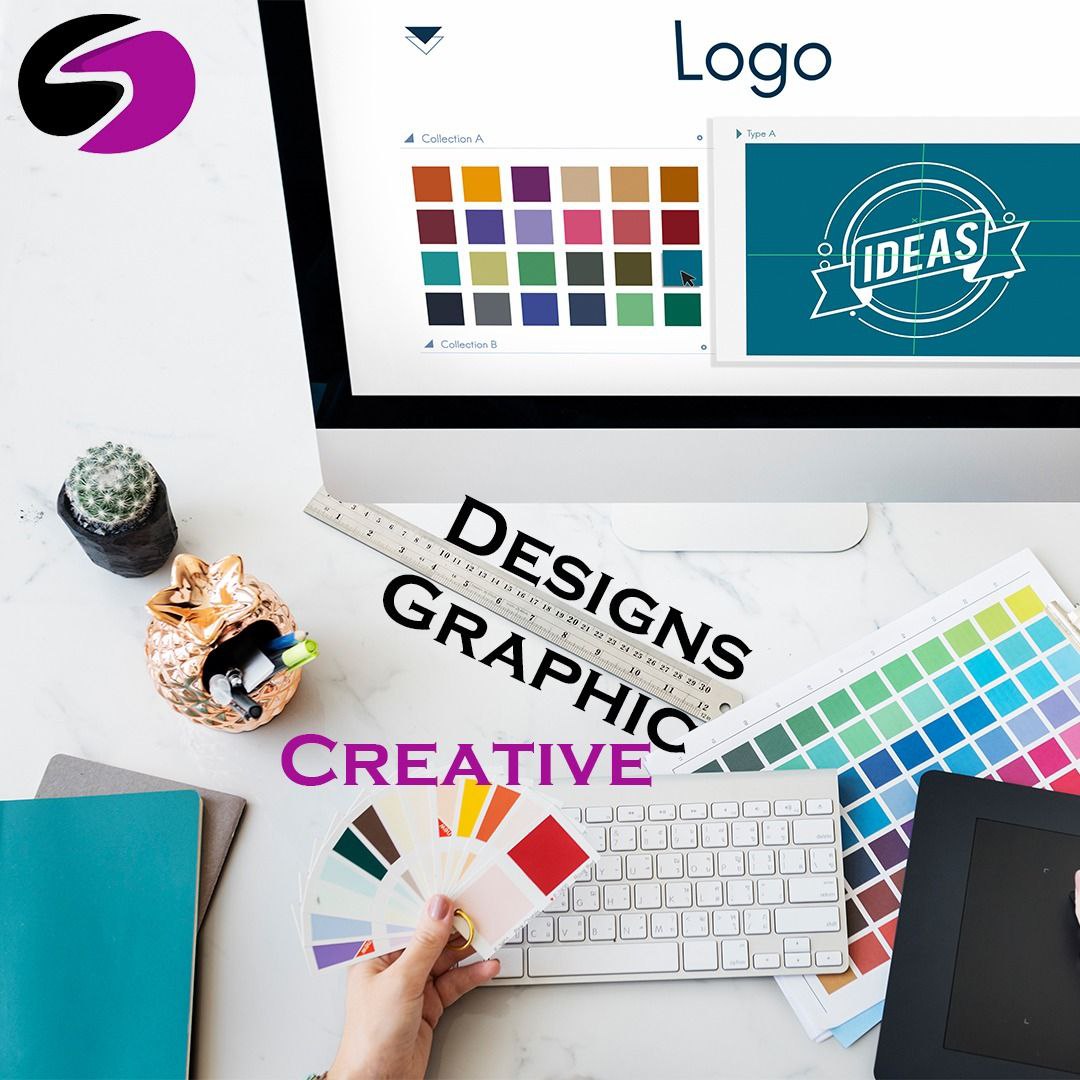 Logo
Collection A
Type A
IDEAS
Collection B
DESIGNS
GRAPHIC
CREATIVE